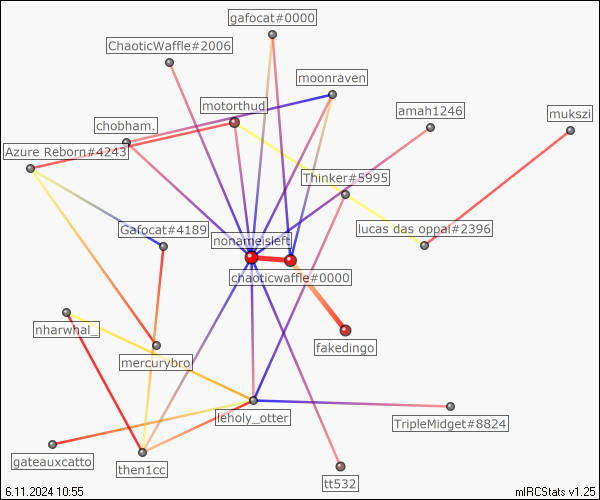 gafocat#0000
ChaoticWaffle#2006
moonraven
motorthud
amah1246
mukszi
chobham.
Azure Reborn#4243
Thinker#5995
Gafocat#4189
lucas das oppai#2396
nonameisleft
chaoticwaffle#0000
nharwhal_
fakedingo
mercurybro
leholy_otter
TripleMidget#8824
gateauxcatto
then1cc
tt532
6.11.2024 10:55
mIRCStats v1.25